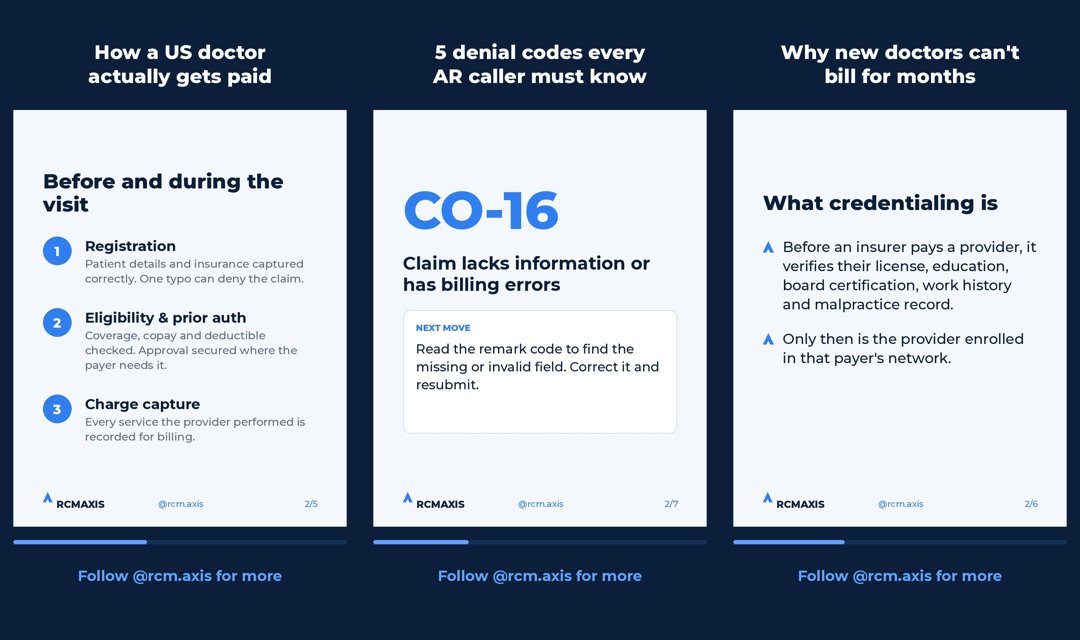 How a US doctor
actually gets paid
Before and during the
visit
1
Registration
Patient details and insurance captured
correctly. One typo can deny the claim.
2
Eligibility & prior auth
Coverage, copay and deductible
checked. Approval secured where the
payer needs it.
3
Charge capture
Every service the provider performed is
recorded for billing.
RCMAXIS @rcm.axis 2/5
Follow @rcm.axis for more
5 denial codes every
AR caller must know
CO-16
Claim lacks information or
has billing errors
NEXT MOVE
Read the remark code to find the
missing or invalid field. Correct it and
resubmit.
RCMAXIS @rcm.axis 2/7
Follow @rcm.axis for more
Why new doctors can't
bill for months
What credentialing is
Before an insurer pays a provider, it
verifies their license, education,
board certification, work history
and malpractice record.
Only then is the provider enrolled
in that payer's network.
RCMAXIS @rcm.axis 2/6
Follow @rcm.axis for more